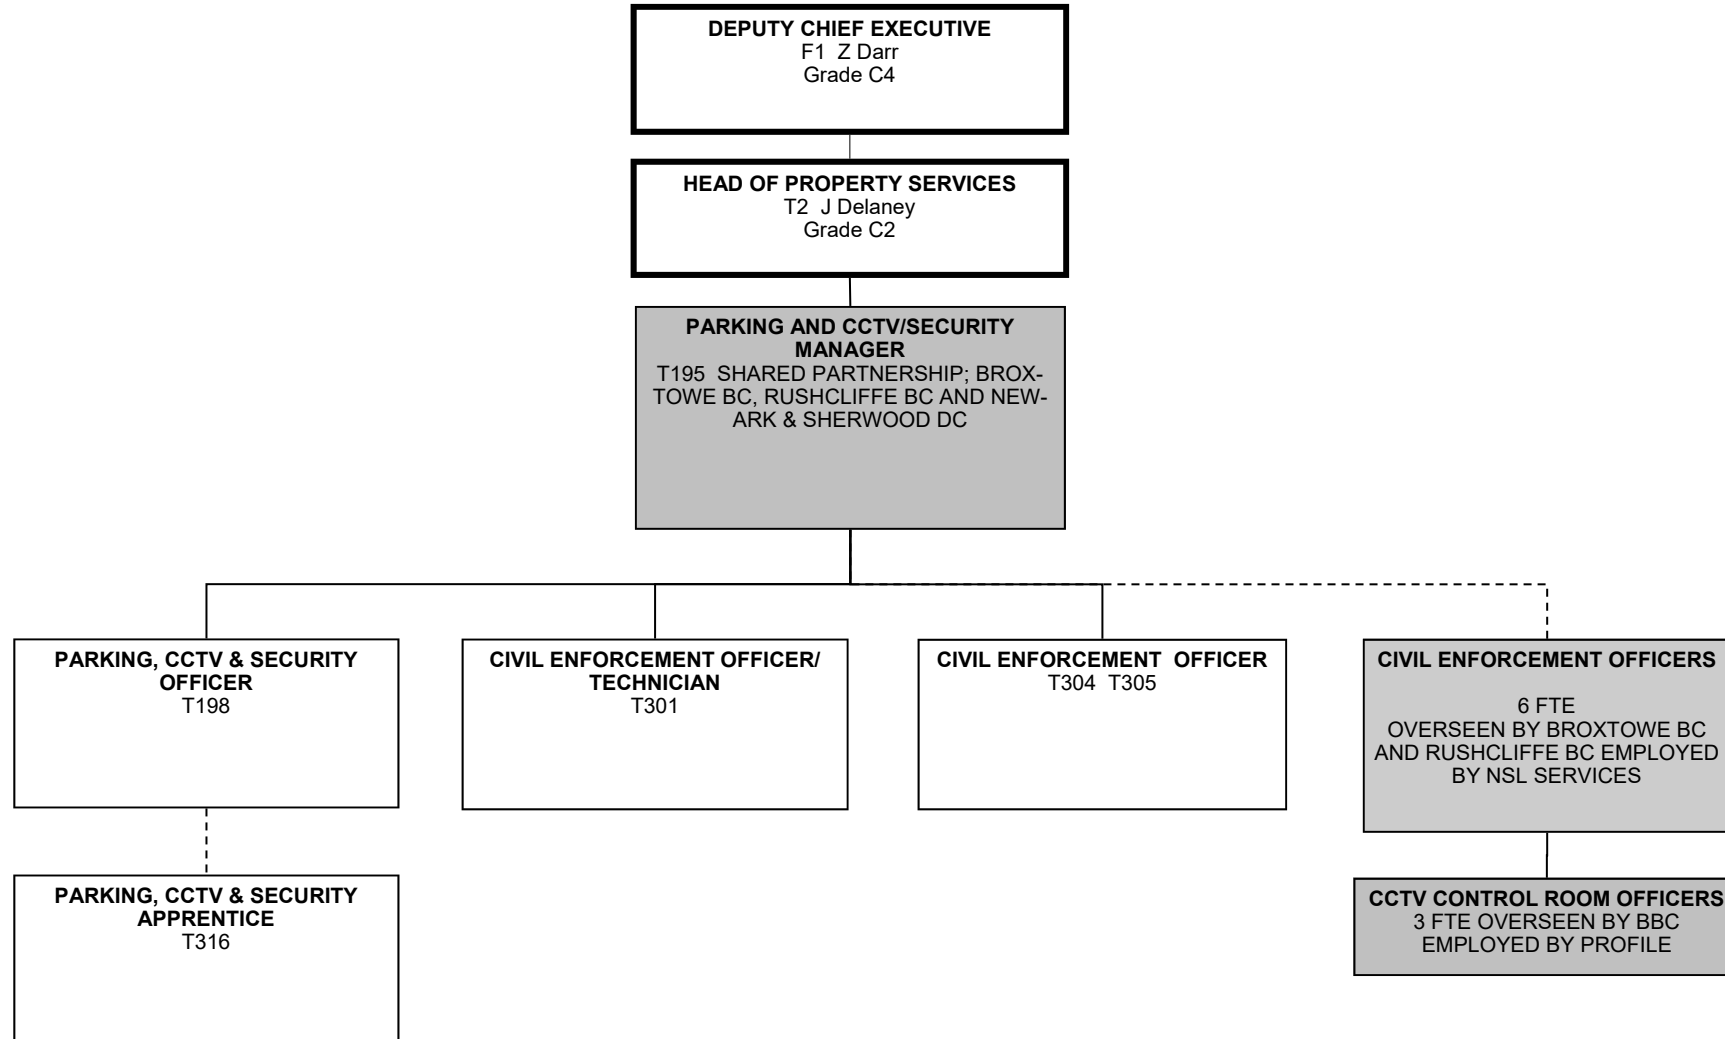 DEPUTY CHIEF EXECUTIVE
F1 Z Darr
Grade C4
HEAD OF PROPERTY SERVICES
T2 J Delaney
Grade C2
PARKING AND CCTV/SECURITY
MANAGER
T195 SHARED PARTNERSHIP; BROX-
TOWE BC, RUSHCLIFFE BC AND NEW-
ARK & SHERWOOD DC
PARKING, CCTV & SECURITY
OFFICER
T198
CIVIL ENFORCEMENT OFFICER/
TECHNICIAN
T301
CIVIL ENFORCEMENT OFFICER
T304 T305
CIVIL ENFORCEMENT OFFICERS
6 FTE
OVERSEEN BY BROXTOWE BC
AND RUSHCLIFFE BC EMPLOYED
BY NSL SERVICES
PARKING, CCTV & SECURITY
APPRENTICE
T316
CCTV CONTROL ROOM OFFICERS
3 FTE OVERSEEN BY BBC
EMPLOYED BY PROFILE